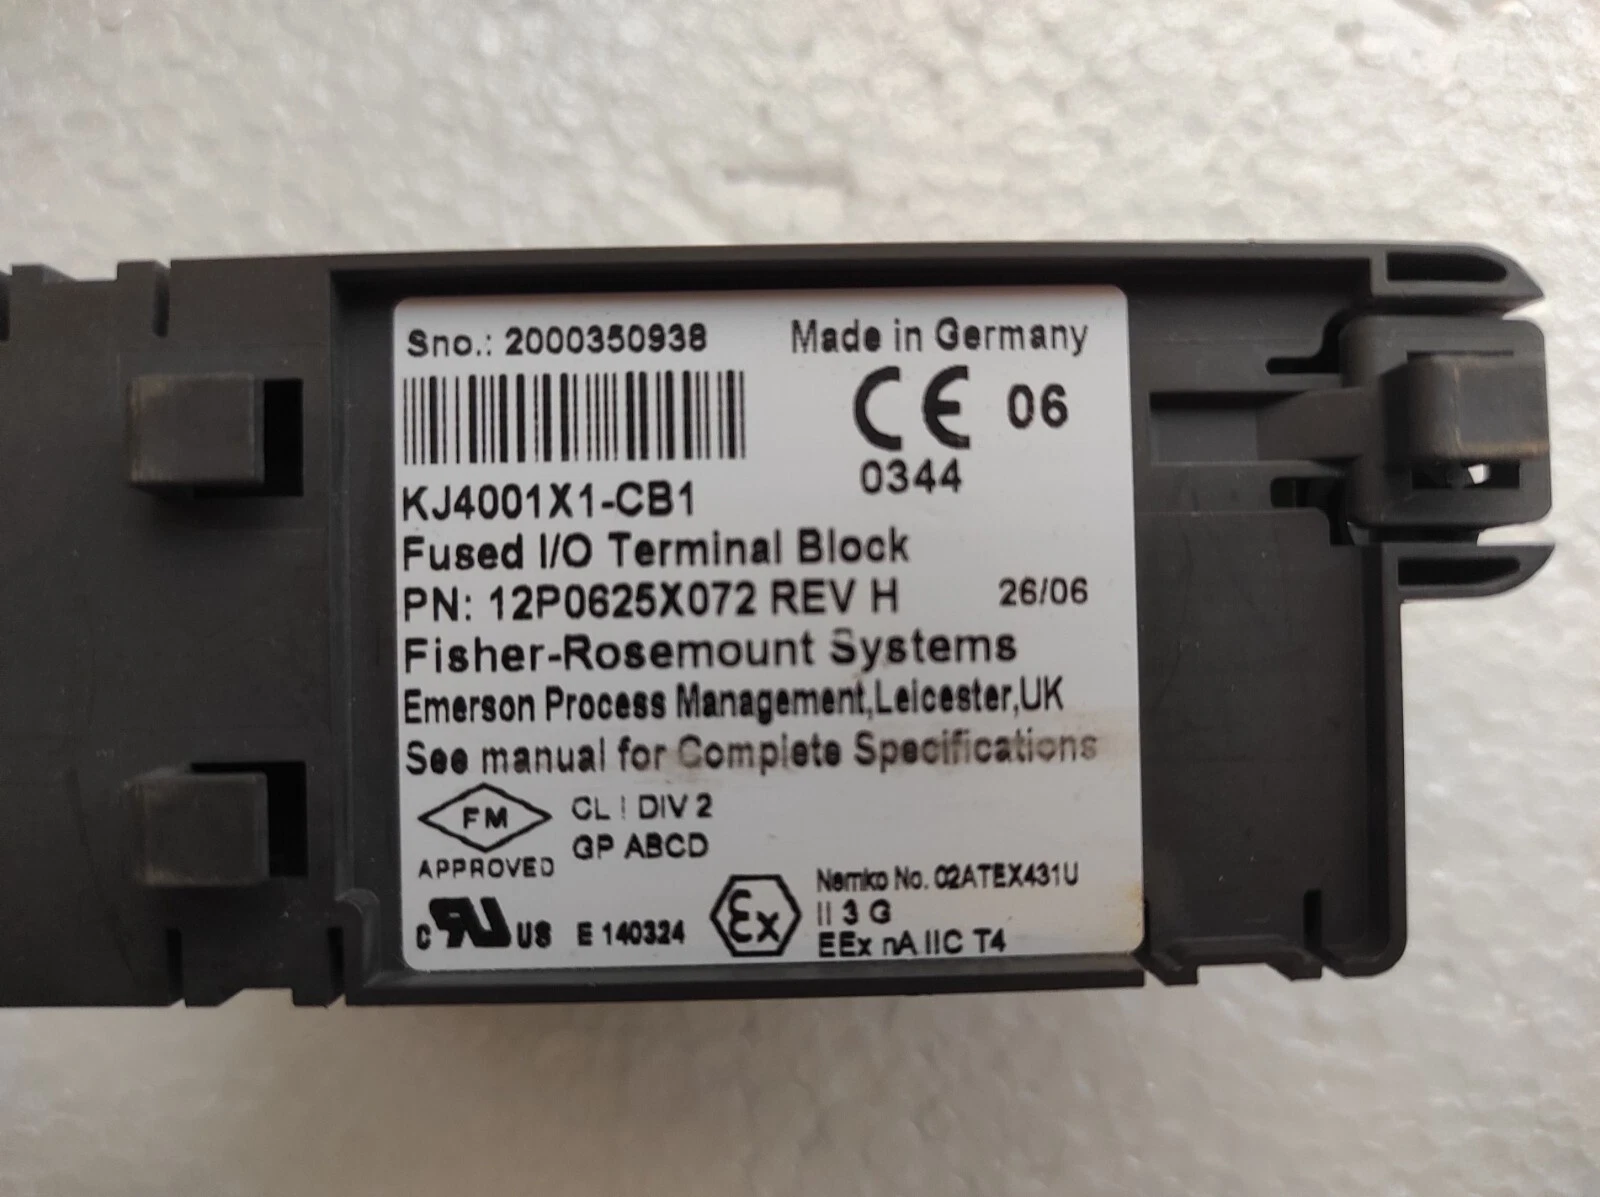 Sno.: 2000350938 Made in Germany
CE 06
0344
KJ4001X1-CB1
Fused I/O Terminal Block
PN: 12P0625X072 REV H 26/06
Fisher-Rosemount Systems
Emerson Process Management,Leicester,UK
See manual for Complete Specifications
FM CL I DIV 2
APPROVED GP ABCD
c RU US E 140324
Ex Nemko No. 02ATEX431U
II 3 G
EEx nA IIC T4